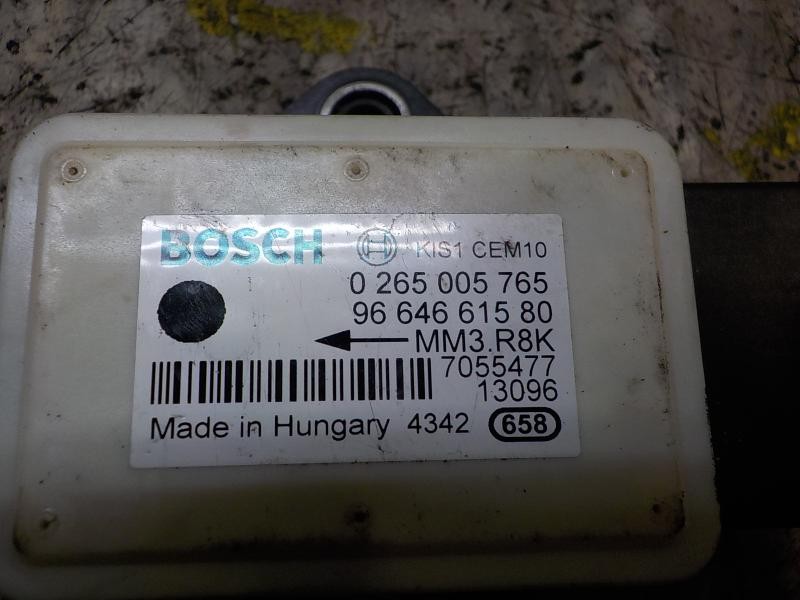 BOSCH KIS1 CEM10
0 265 005 765
96 646 615 80
MM3.R8K
7055477
13096
Made in Hungary 4342 658